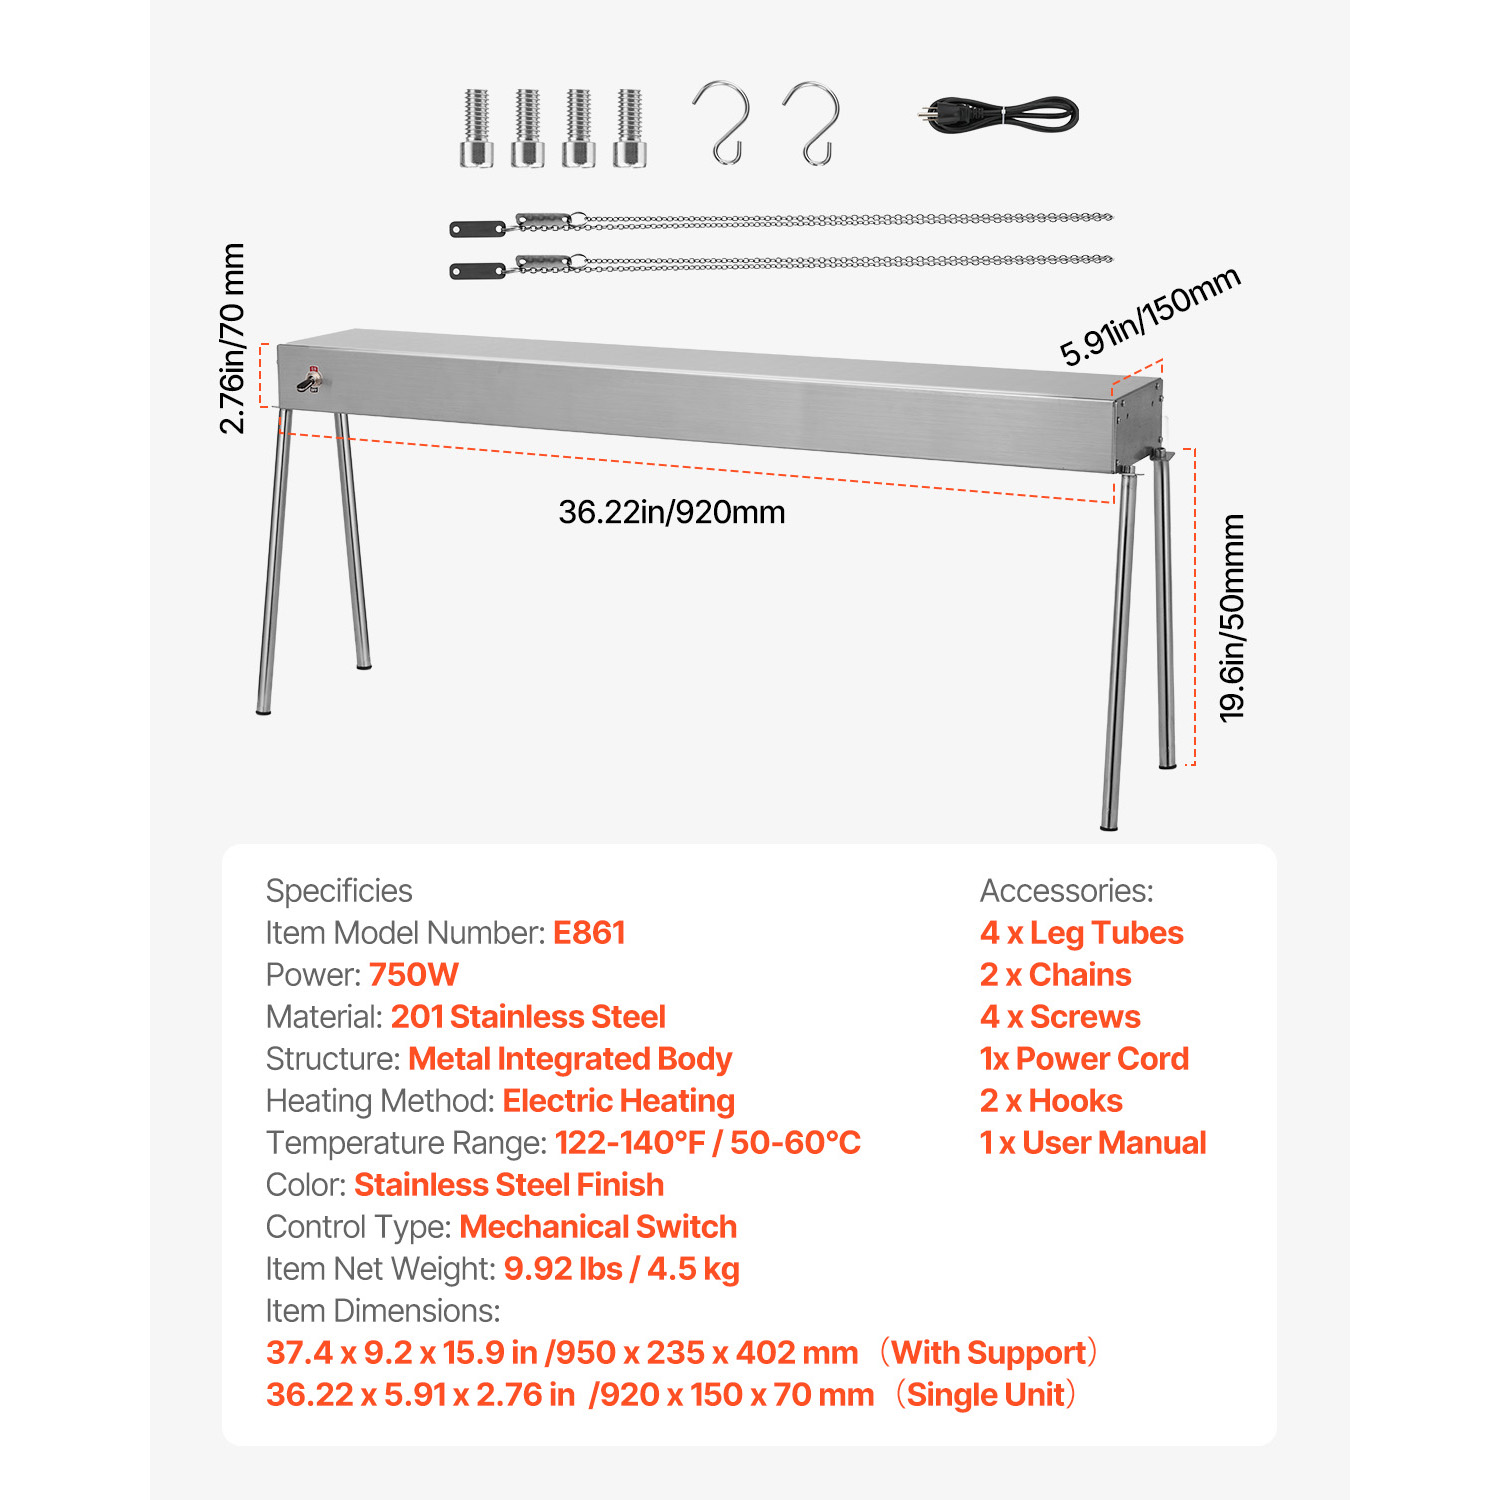 2.76in/70 mm
5.91in/150mm
36.22in/920mm
19.6in/50mmm
Specificies
Item Model Number: E861
Power: 750W
Material: 201 Stainless Steel
Structure: Metal Integrated Body
Heating Method: Electric Heating
Temperature Range: 122-140°F / 50-60°C
Color: Stainless Steel Finish
Control Type: Mechanical Switch
Item Net Weight: 9.92 lbs / 4.5 kg
Item Dimensions:
37.4 x 9.2 x 15.9 in /950 x 235 x 402 mm（With Support）
36.22 x 5.91 x 2.76 in /920 x 150 x 70 mm（Single Unit）
Accessories:
4 x Leg Tubes
2 x Chains
4 x Screws
1x Power Cord
2 x Hooks
1 x User Manual